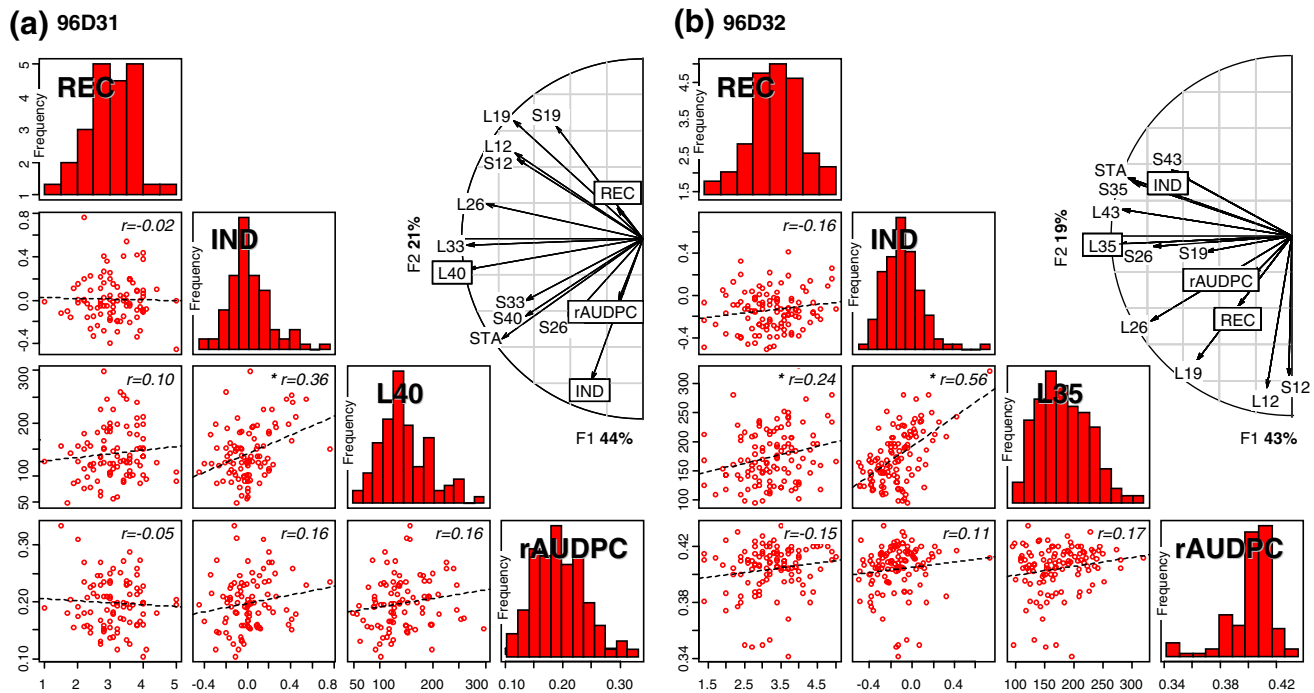 (a) 96D31
REC
Frequency
1 2 3 4 5
r=-0.02
-0.4 0.0 0.4 0.8
IND
Frequency
r=0.10
50 100 200 300
* r=0.36
L40
Frequency
r=-0.05
0.10 0.20 0.30
r=0.16
r=0.16
rAUDPC
Frequency
1 2 3 4 5
-0.4 0.0 0.4 0.8
50 100 200 300
0.10 0.20 0.30
L19
S19
L12
S12
REC
L26
L33
L40
S33
S40
rAUDPC
STA
S26
IND
F2 21%
F1 44%
(b) 96D32
REC
Frequency
1.5 2.5 3.5 4.5
r=-0.16
-0.4 0.0 0.4
IND
Frequency
* r=0.24
100 150 200 300
* r=0.56
L35
Frequency
r=-0.15
0.34 0.38 0.42
r=0.11
r=0.17
rAUDPC
Frequency
1.5 2.5 3.5 4.5
-0.4 0.0 0.4
100 150 200 300
0.34 0.38 0.42
S43
STA
IND
S35
L43
L35
S26
S19
rAUDPC
REC
L26
L19
L12
S12
F2 19%
F1 43%